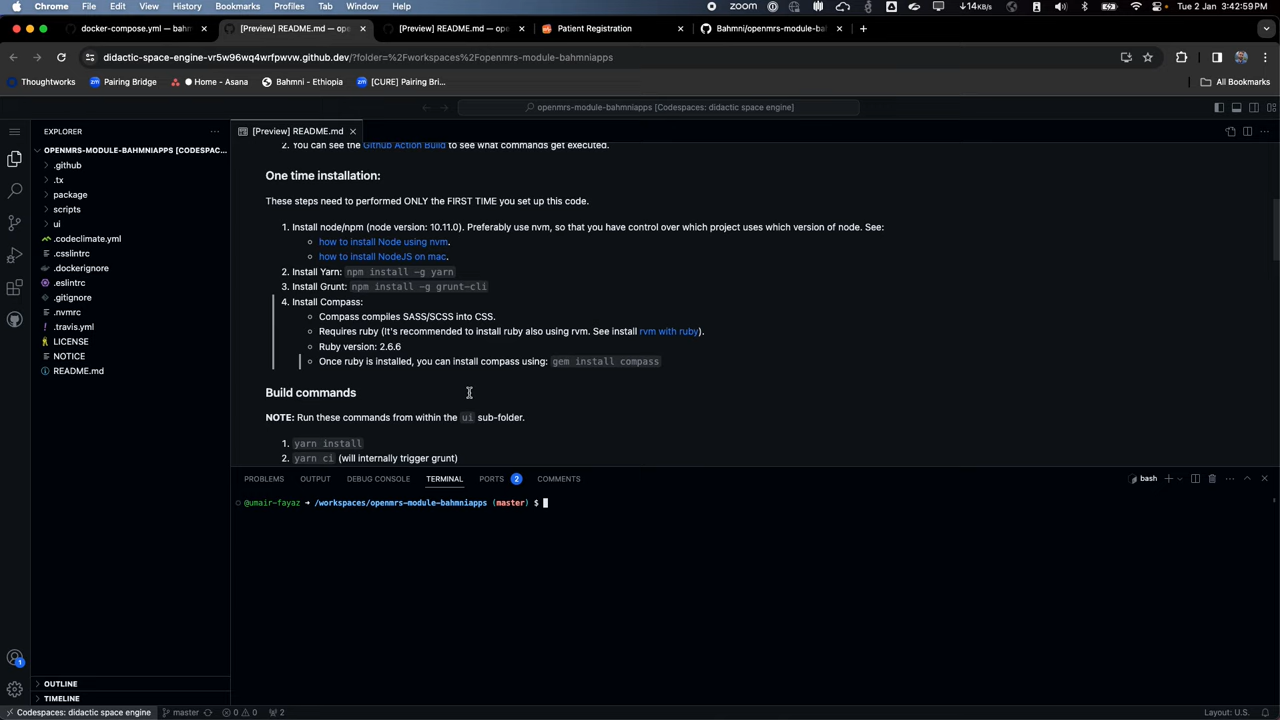 Chrome File Edit View History Bookmarks Profiles Tab Window Help zoom 14KB/s Tue 2 Jan 3:42:59 PM
docker-compose.yml — bahm [Preview] README.md — ope [Preview] README.md — open Patient Registration Bahmni/openmrs-module-bah
didactic-space-engine-vr5w96wq4wrfpwvw.github.dev/?folder=%2Fworkspaces%2Fopenmrs-module-bahmniapps
Thoughtworks Pairing Bridge Home - Asana Bahmni - Ethiopia [CURE] Pairing Bri... All Bookmarks
openmrs-module-bahmniapps [Codespaces: didactic space engine]
EXPLORER ...
[Preview] README.md
OPENMRS-MODULE-BAHMNIAPPS [CODESPAC...
.github
.tx
package
scripts
ui
.codeclimate.yml
.csslintrc
.dockerignore
.eslintrc
.gitignore
.nvmrc
.travis.yml
LICENSE
NOTICE
README.md
OUTLINE
TIMELINE
2. You can see the Github Action Build to see what commands get executed.
One time installation:
These steps need to performed ONLY the FIRST TIME you set up this code.
1. Install node/npm (node version: 10.11.0). Preferably use nvm, so that you have control over which project uses which version of node. See:
how to install Node using nvm.
how to install NodeJS on mac.
2. Install Yarn: npm install -g yarn
3. Install Grunt: npm install -g grunt-cli
4. Install Compass:
Compass compiles SASS/SCSS into CSS.
Requires ruby (It's recommended to install ruby also using rvm. See install rvm with ruby).
Ruby version: 2.6.6
Once ruby is installed, you can install compass using: gem install compass
Build commands
NOTE: Run these commands from within the ui sub-folder.
1. yarn install
2. yarn ci (will internally trigger grunt)
PROBLEMS OUTPUT DEBUG CONSOLE TERMINAL PORTS 2 COMMENTS bash
@umair-fayaz → /workspaces/openmrs-module-bahmniapps (master) $
1
Codespaces: didactic space engine master 0 0 2 Layout: U.S.